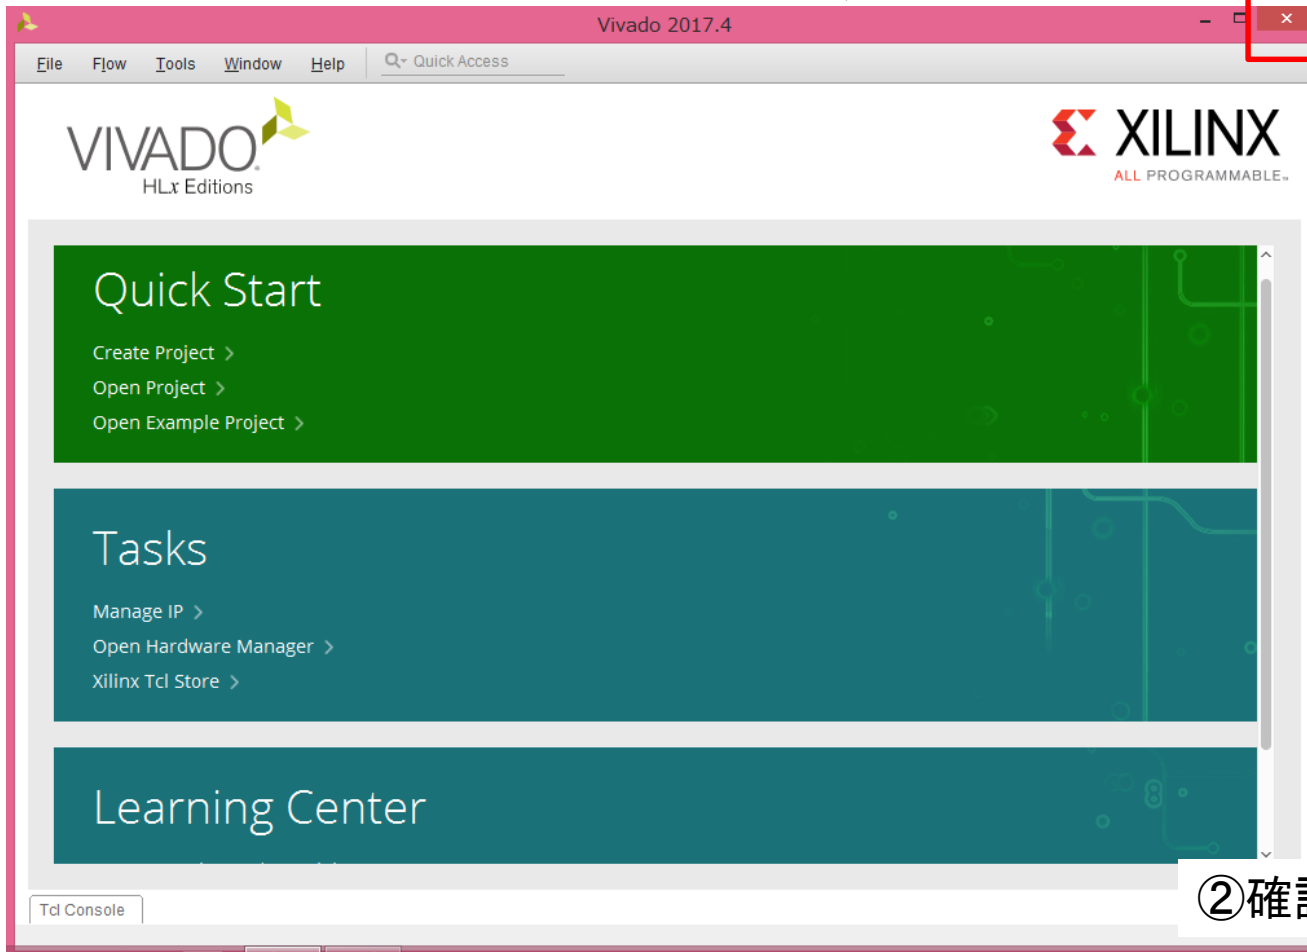 Vivado 2017.4
File Flow Tools Window Help Quick Access
VIVADO.
HLx Editions
XILINX
ALL PROGRAMMABLE™
Quick Start
Create Project >
Open Project >
Open Example Project >
Tasks
Manage IP >
Open Hardware Manager >
Xilinx Tcl Store >
Learning Center
Tcl Console
②確